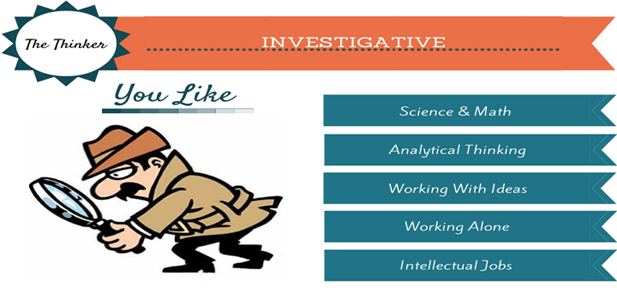 The Thinker
INVESTIGATIVE
You Like
Science & Math
Analytical Thinking
Working With Ideas
Working Alone
Intellectual Jobs